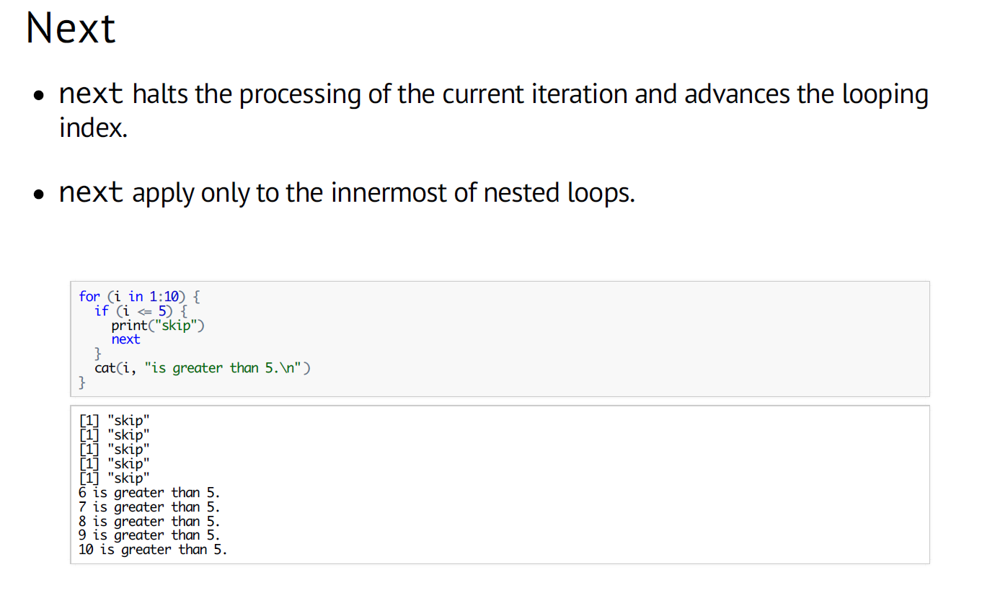 Next
• next halts the processing of the current iteration and advances the looping
index.
• next apply only to the innermost of nested loops.
for (i in 1:10) {
  if (i <= 5) {
    print("skip")
    next
  }
  cat(i, "is greater than 5.\n")
}
[1] "skip"
[1] "skip"
[1] "skip"
[1] "skip"
[1] "skip"
6 is greater than 5.
7 is greater than 5.
8 is greater than 5.
9 is greater than 5.
10 is greater than 5.